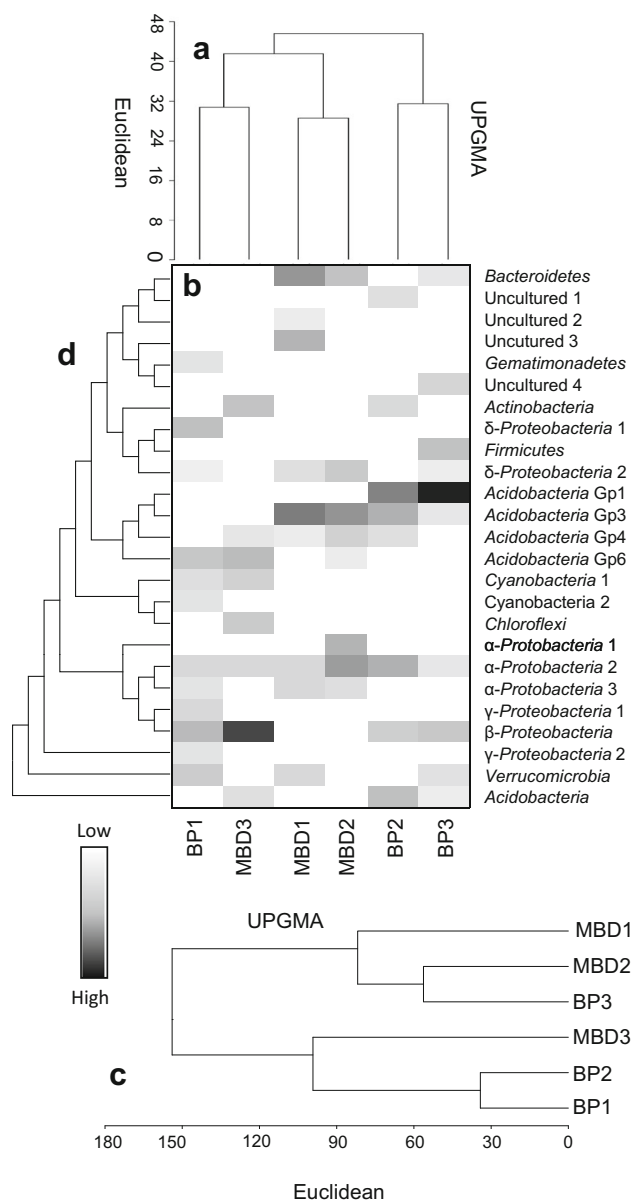 48
40
32
24
16
8
0
Euclidean
a
UPGMA
b
d
Bacteroidetes
Uncultured 1
Uncultured 2
Uncutured 3
Gematimonadetes
Uncultured 4
Actinobacteria
δ-Proteobacteria 1
Firmicutes
δ-Proteobacteria 2
Acidobacteria Gp1
Acidobacteria Gp3
Acidobacteria Gp4
Acidobacteria Gp6
Cyanobacteria 1
Cyanobacteria 2
Chloroflexi
α-Protobacteria 1
α-Protobacteria 2
α-Proteobacteria 3
γ-Proteobacteria 1
β-Proteobacteria
γ-Proteobacteria 2
Verrucomicrobia
Acidobacteria
BP1 MBD3 MBD1 MBD2 BP2 BP3
Low
High
UPGMA
MBD1
MBD2
BP3
MBD3
BP2
BP1
c
180 150 120 90 60 30 0
Euclidean